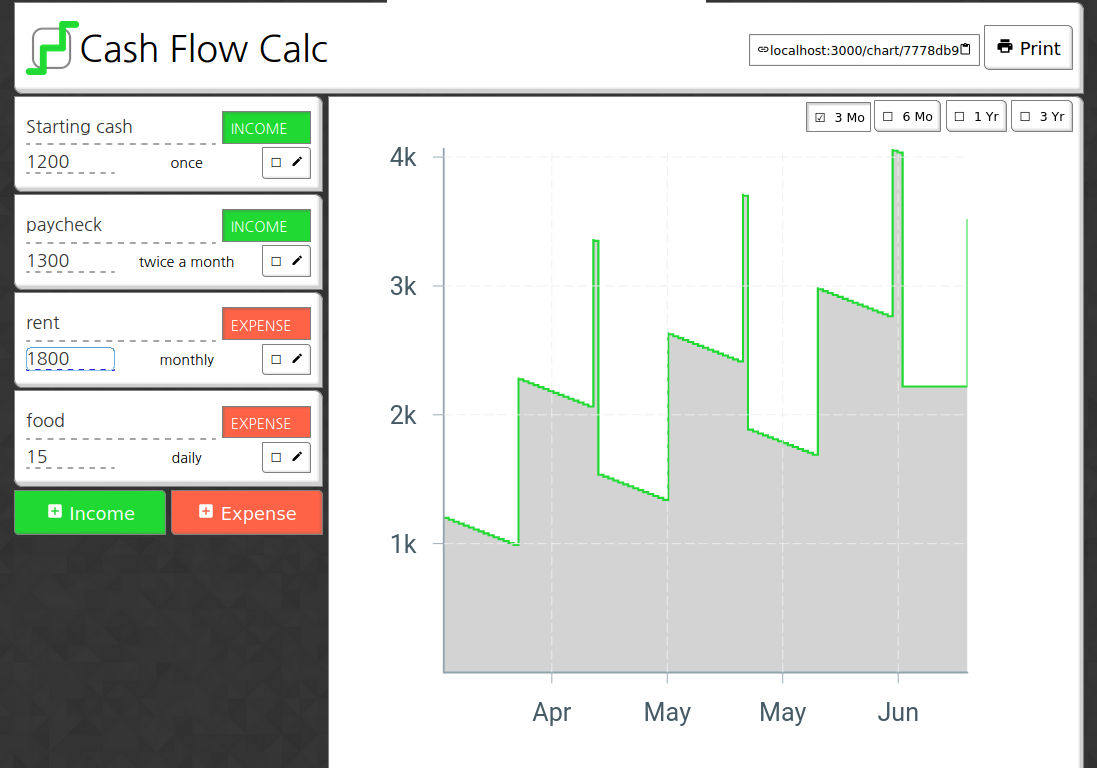 Cash Flow Calc
localhost:3000/chart/7778db9
Print
Starting cash
INCOME
1200
once
paycheck
INCOME
1300
twice a month
rent
EXPENSE
1800
monthly
food
EXPENSE
15
daily
Income
Expense
3 Mo
6 Mo
1 Yr
3 Yr
4k
3k
2k
1k
Apr
May
May
Jun